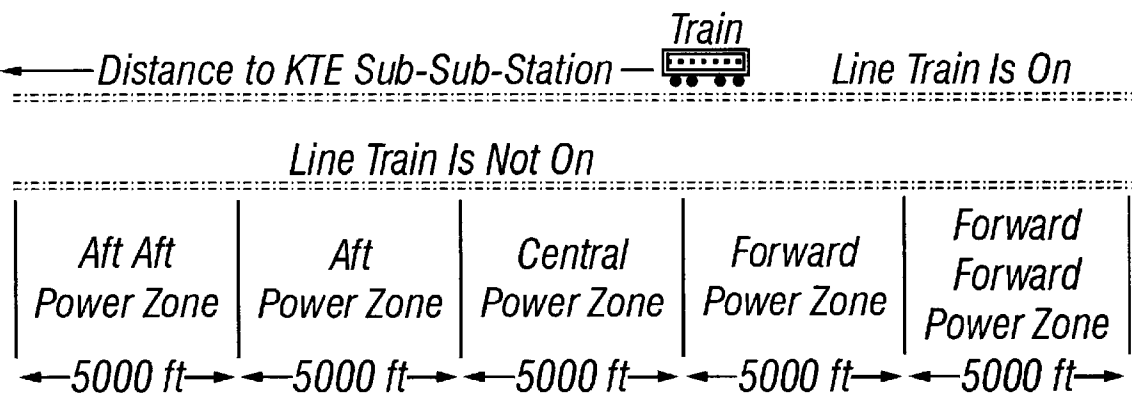 Train
Distance to KTE Sub-Sub-Station
Line Train Is On
Line Train Is Not On
Aft Aft
Power Zone
Aft
Power Zone
Central
Power Zone
Forward
Power Zone
Forward
Forward
Power Zone
5000 ft
5000 ft
5000 ft
5000 ft
5000 ft